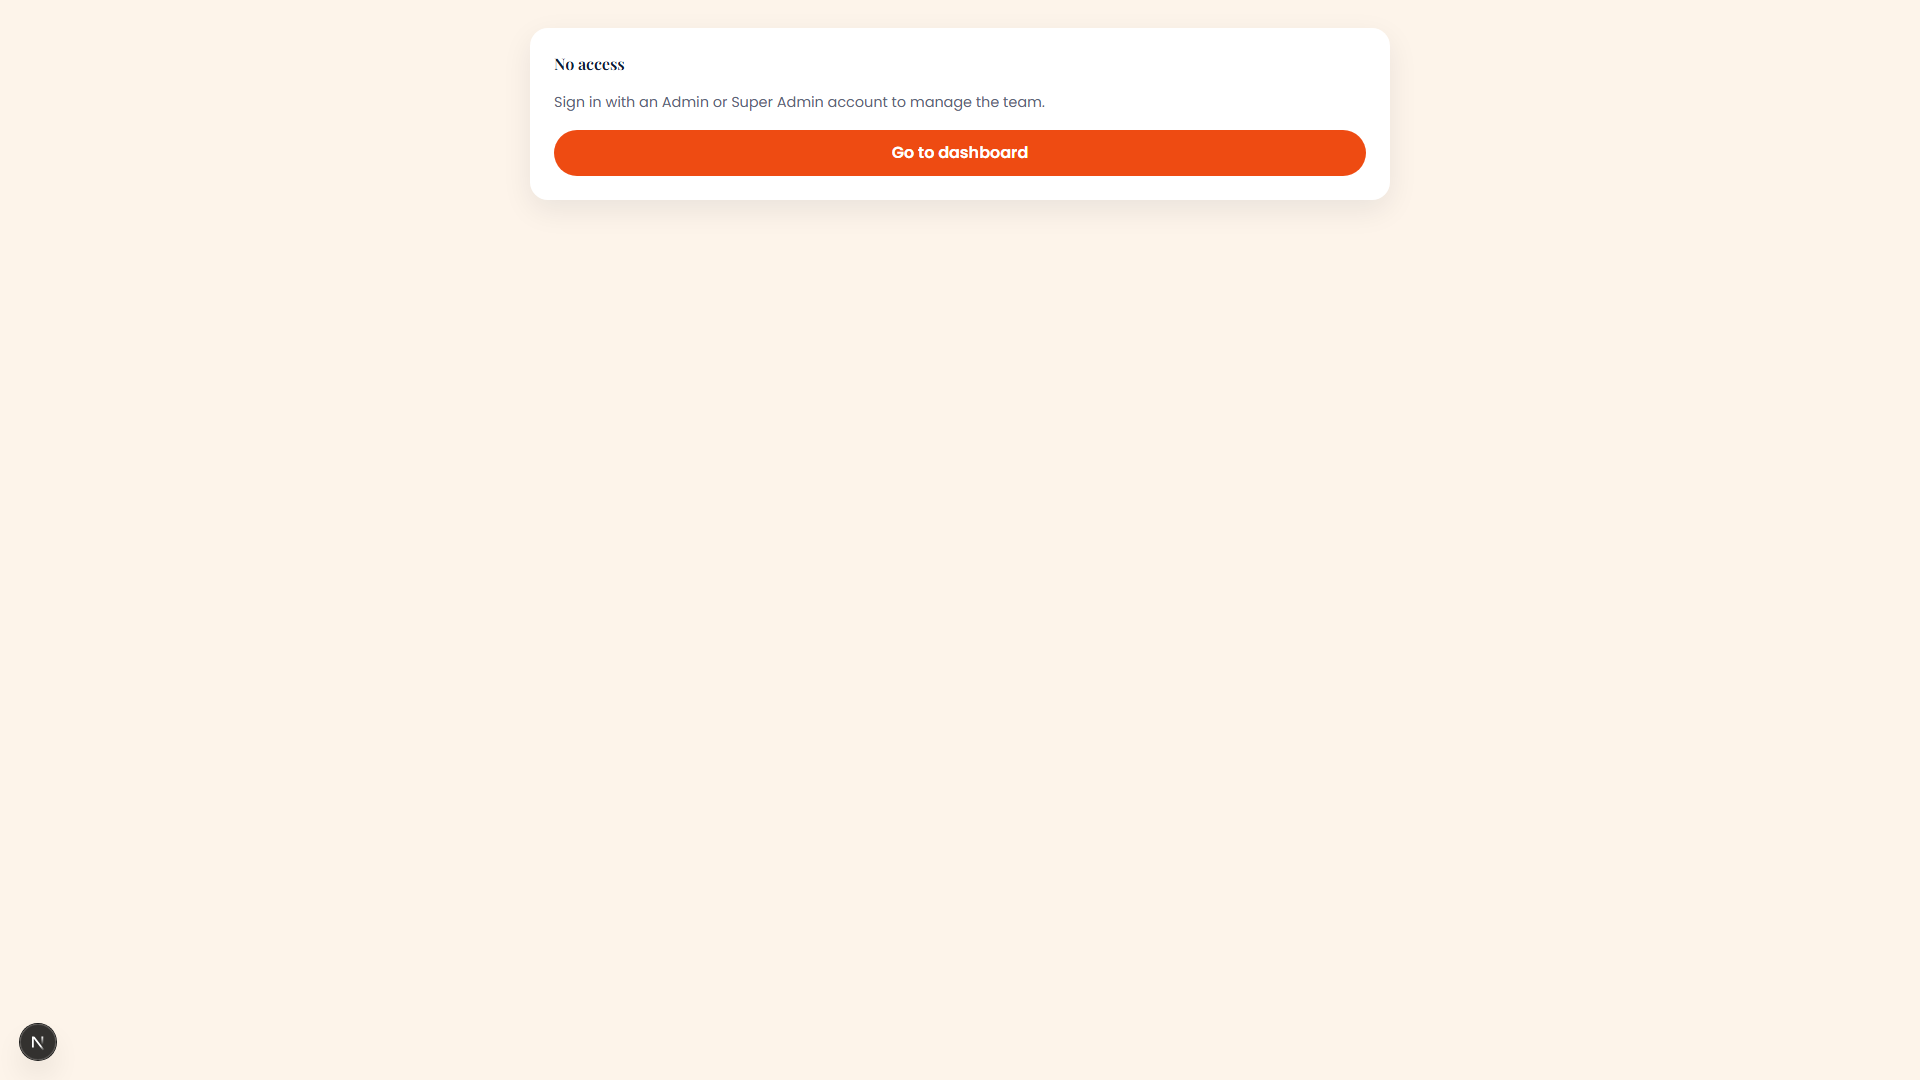 No access
Sign in with an Admin or Super Admin account to manage the team.
Go to dashboard
N